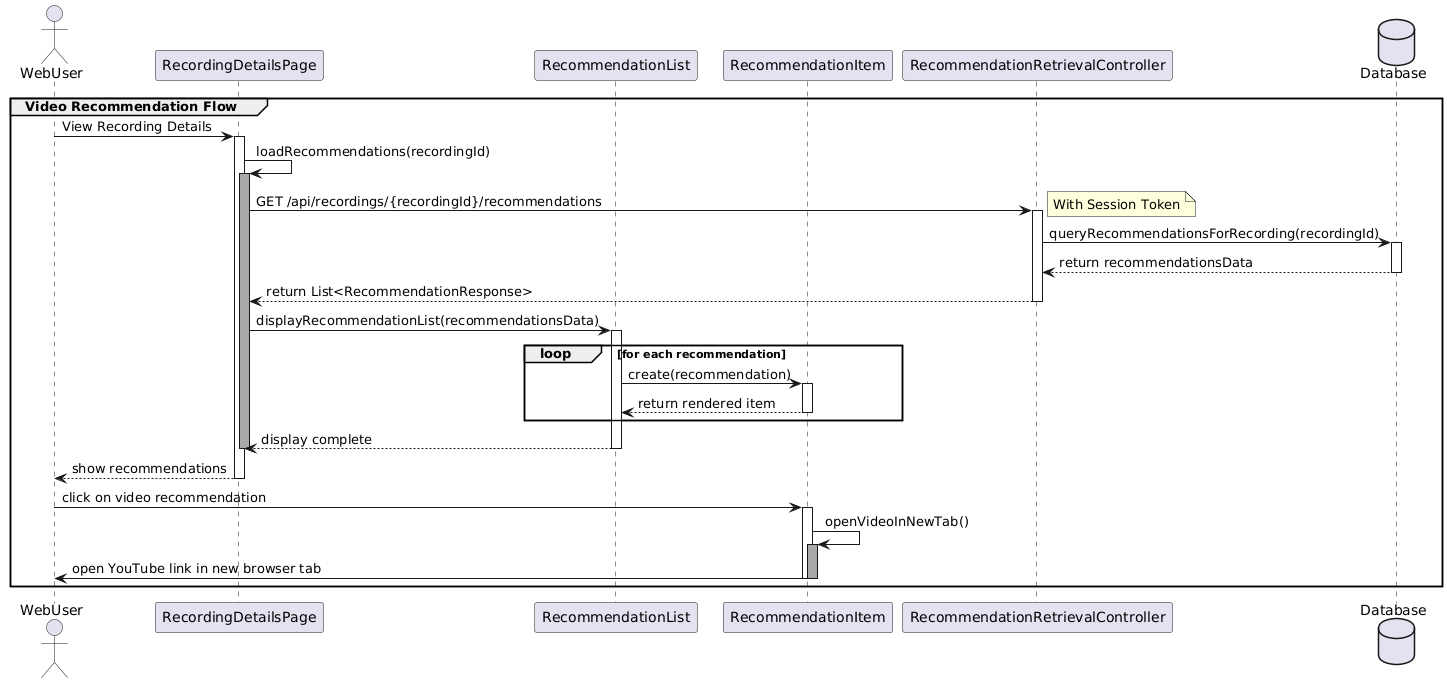 WebUser
RecordingDetailsPage
RecommendationList
RecommendationItem
RecommendationRetrievalController
Database
Video Recommendation Flow
View Recording Details
loadRecommendations(recordingId)
GET /api/recordings/{recordingId}/recommendations
With Session Token
queryRecommendationsForRecording(recordingId)
return recommendationsData
return List<RecommendationResponse>
displayRecommendationList(recommendationsData)
loop
[for each recommendation]
create(recommendation)
return rendered item
display complete
show recommendations
click on video recommendation
openVideoInNewTab()
open YouTube link in new browser tab
WebUser
RecordingDetailsPage
RecommendationList
RecommendationItem
RecommendationRetrievalController
Database